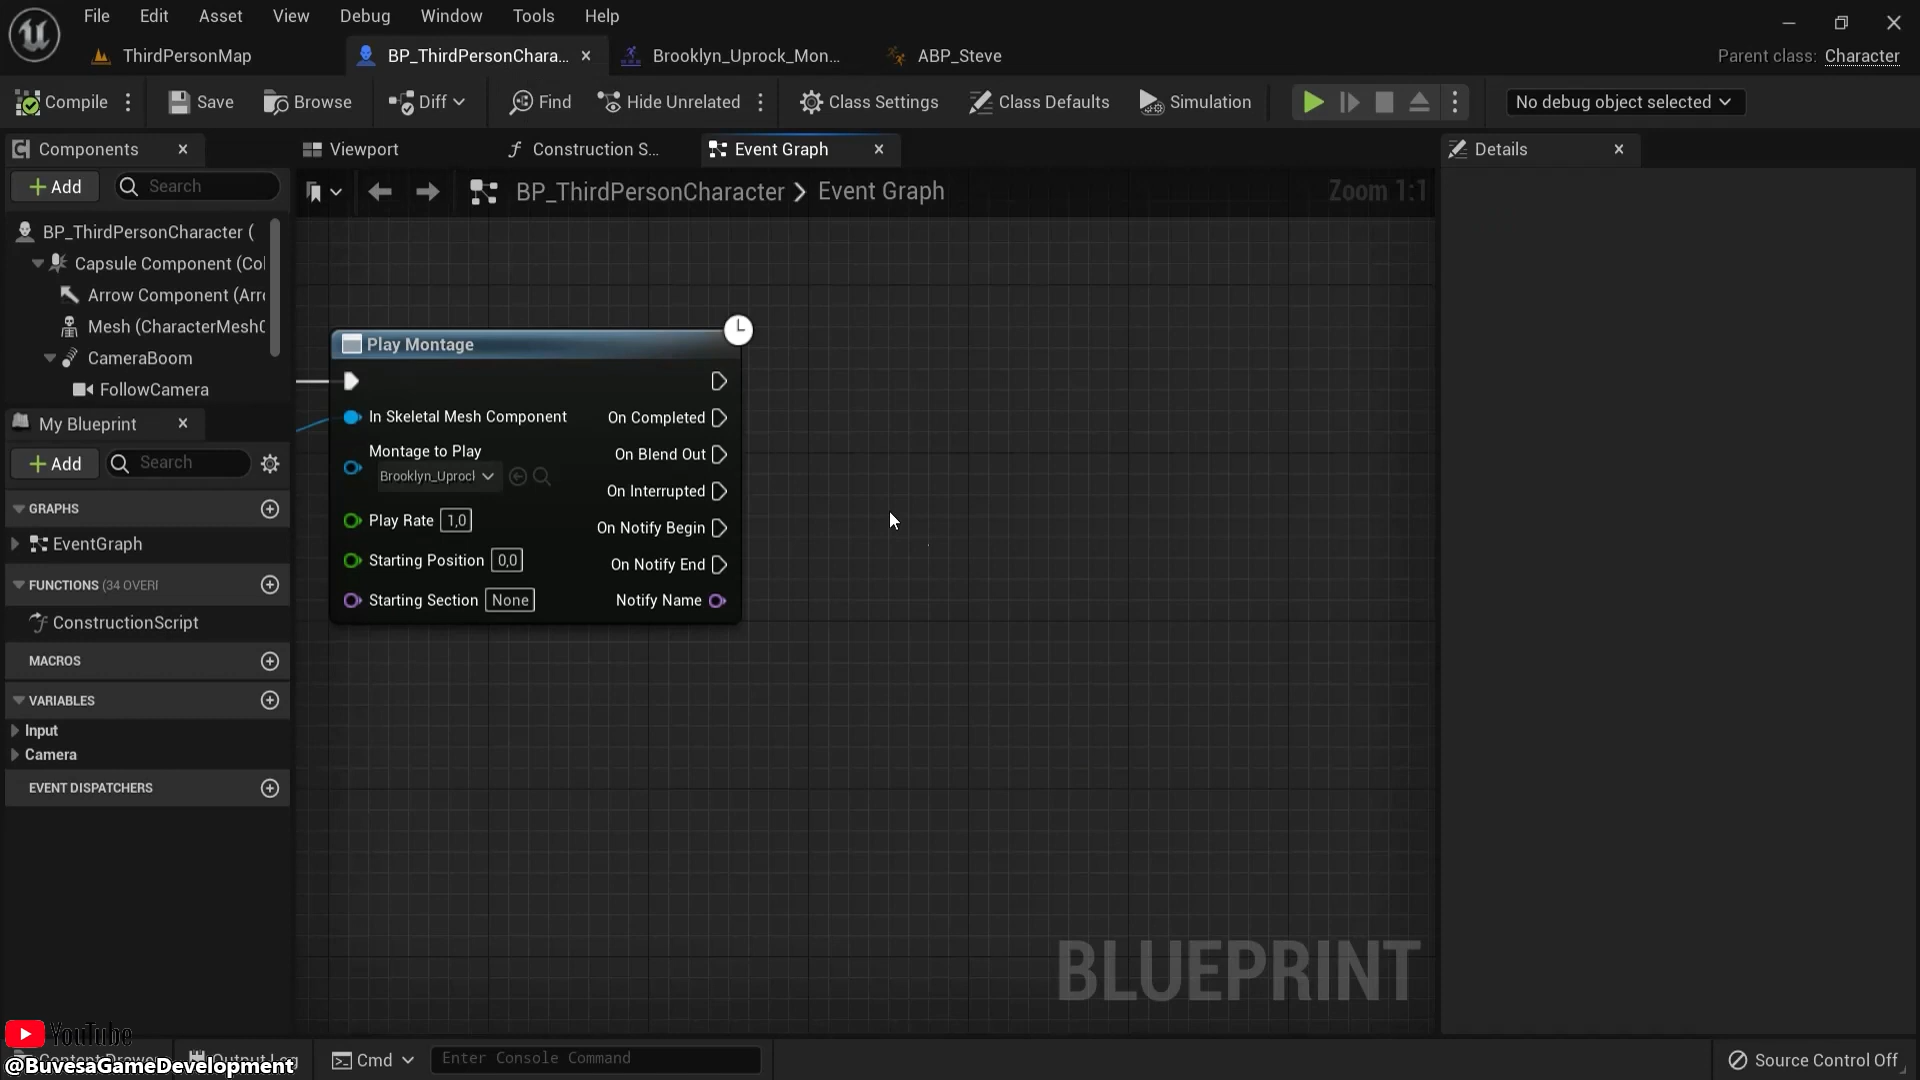 File Edit Asset View Debug Window Tools Help
ThirdPersonMap BP_ThirdPersonChara... Brooklyn_Uprock_Mon... ABP_Steve Parent class: Character
Compile Save Browse Diff Find Hide Unrelated Class Settings Class Defaults Simulation No debug object selected
Components Viewport Construction S... Event Graph Details
Add Search BP_ThirdPersonCharacter > Event Graph Zoom 1:1
BP_ThirdPersonCharacter (
Capsule Component (Col
Arrow Component (Arro
Mesh (CharacterMesh0
CameraBoom
FollowCamera
My Blueprint
Add Search
GRAPHS
EventGraph
FUNCTIONS (34 OVERI
ConstructionScript
MACROS
VARIABLES
Input
Camera
EVENT DISPATCHERS
Play Montage
In Skeletal Mesh Component On Completed
Montage to Play On Blend Out
Brooklyn_Uprocl
On Interrupted
Play Rate 1,0 On Notify Begin
Starting Position 0,0 On Notify End
Starting Section None Notify Name
BLUEPRINT
YouTube
Content Drawer Output Log Cmd Enter Console Command Source Control Off
@BuvesaGameDevelopment